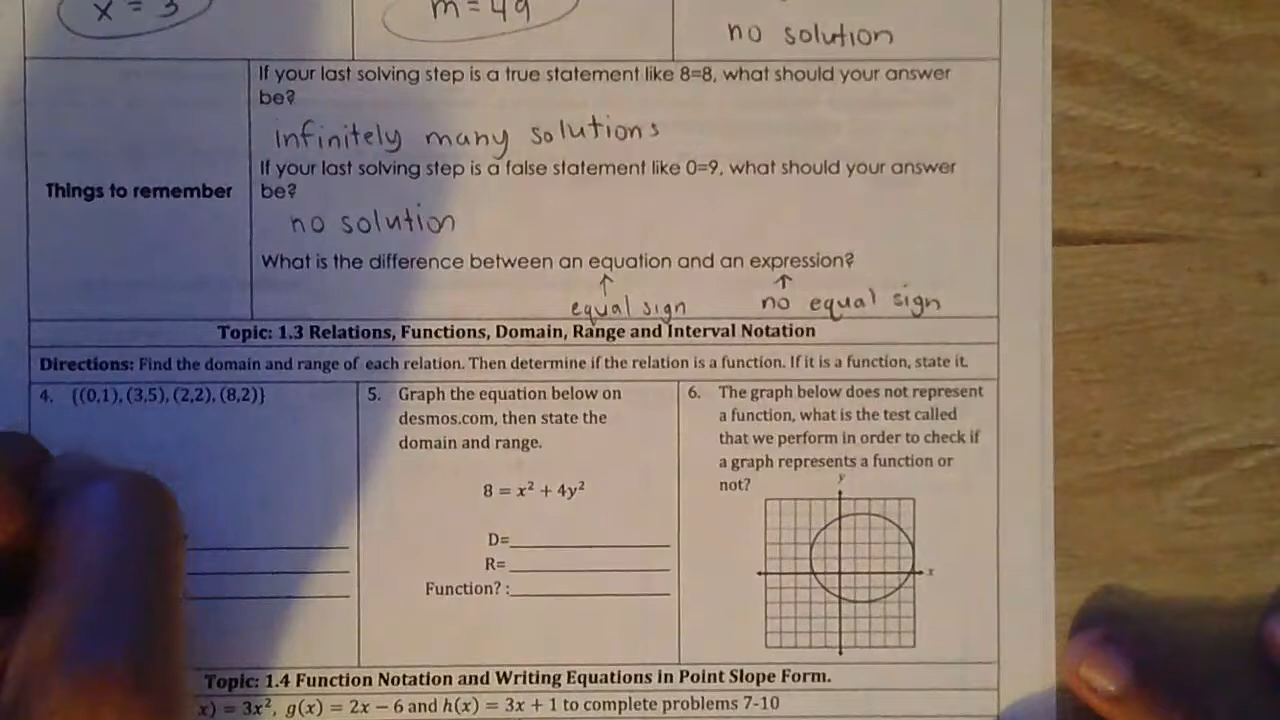 x = 3
m = 49
no solution
If your last solving step is a true statement like 8=8, what should your answer
be?
infinitely many solutions
If your last solving step is a false statement like 0=9, what should your answer
Things to remember
be?
no solution
What is the difference between an equation and an expression?
↑ ↑
equal sign no equal sign
Topic: 1.3 Relations, Functions, Domain, Range and Interval Notation
Directions: Find the domain and range of each relation. Then determine if the relation is a function. If it is a function, state it.
4. {(0,1), (3,5), (2,2), (8,2)}
5. Graph the equation below on
desmos.com, then state the
domain and range.
8 = x² + 4y²
D=
R=
Function? :
6. The graph below does not represent
a function, what is the test called
that we perform in order to check if
a graph represents a function or
not?
y
x
Topic: 1.4 Function Notation and Writing Equations in Point Slope Form.
x) = 3x², g(x) = 2x − 6 and h(x) = 3x + 1 to complete problems 7-10